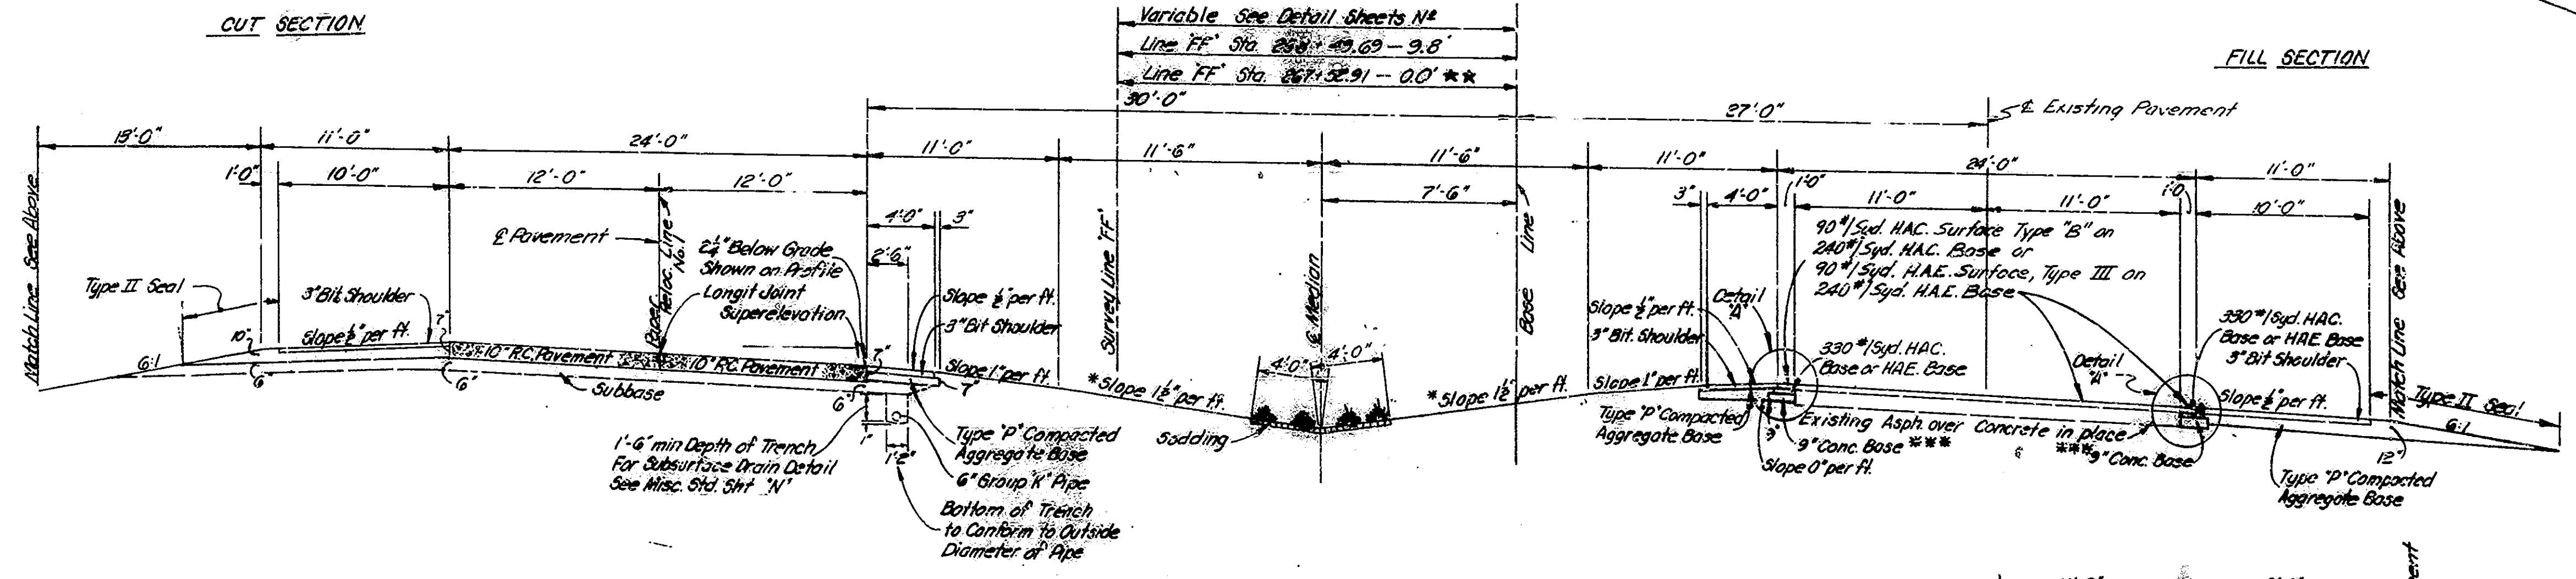 CUT SECTION
Variable See Detail Sheets Nº
Line "FF" Sta. 258+49.69 — 9.8'
Line "FF" Sta. 267+52.91 — 0.0' **
FILL SECTION
30'-0"
27'-0"
℄ Existing Pavement
11'-0"
24'-0"
11'-0"
11'-6"
11'-6"
11'-0"
24'-0"
11'-0"
1'-0"
10'-0"
12'-0"
12'-0"
7'-6"
1'-0"
1'-0
4'-0"
3"
3"
4'-0"
11'-0"
11'-0"
10'-0"
2'-6"
Match Line See Above
℄ Pavement
Paper Reloc. Line
No. 1
2¼" Below Grade
Shown on Profile
Longit Joint
Superelevation
Survey Line "FF"
℄ Median
Base Line
90#/Syd. HAC. Surface Type "B" on
240#/Syd. HAC. Base or
90#/Syd. H.A.E. Surface, Type III on
240#/Syd. H.A.E. Base
Match Line See Above
Type II Seal
3" Bit Shoulder
Slope ½" per ft.
Slope ½" per ft.
3" Bit Shoulder
Slope ½" per ft.
3" Bit. Shoulder
Detail
"A"
330#/Syd. HAC.
Base or HAE. Base
330#/Syd. HAC.
Base or HAE Base
3" Bit Shoulder
Detail
"A"
Slope ½" per ft.
Type II Seal
6:1
10"
6"
7"
6"
10" R.C. Pavement
10" R.C. Pavement
Subbase
7"
6"
7"
Slope 1" per ft.
*Slope 1½" per ft.
4'-0"
4'-0"
Sodding
*Slope 1½" per ft.
Slope 1" per ft.
Type "P" Compacted
Aggregate Base
9"
9" Conc. Base ***
Slope 0" per ft.
Existing Asph. over Concrete in place
***9" Conc. Base
6:1
12"
Type "P" Compacted
Aggregate Base
1'-6" min Depth of Trench
For Subsurface Drain Detail
See Misc. Std. Sht "N"
1"
1'-2"
Type "P" Compacted
Aggregate Base
6" Group "K" Pipe
Bottom of Trench
to Conform to Outside
Diameter of Pipe